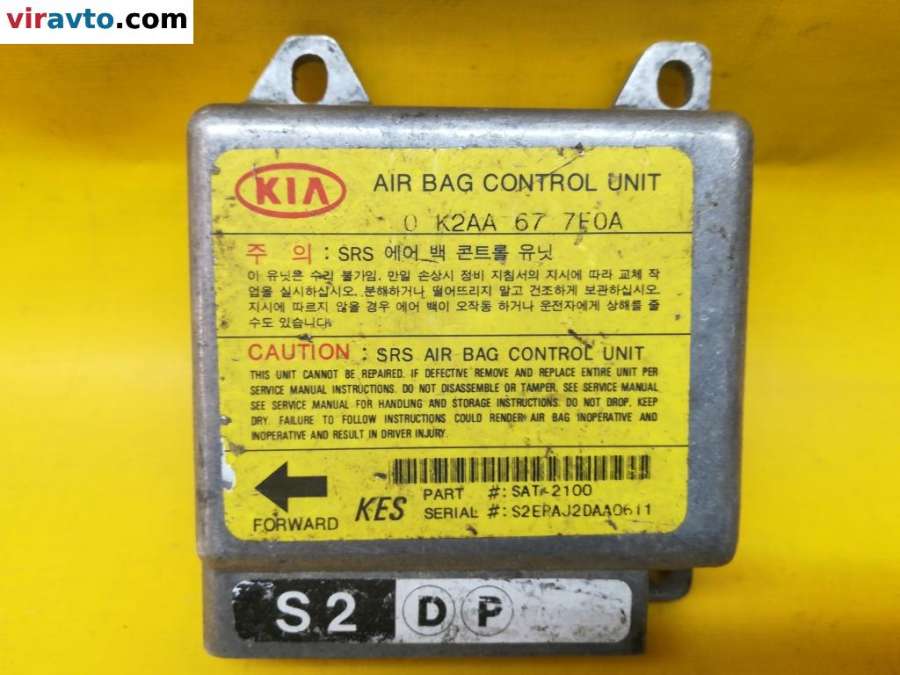 viravto.com
KIA
AIR BAG CONTROL UNIT
0 K2AA 67 7F0A
주 의 : SRS 에어 백 콘트롤 유닛
이 유닛은 수리 불가임. 만일 손상시 정비 지침서의 지시에 따라 교체 작
업을 실시하십시오. 분해하거나 떨어뜨리지 말고 건조하게 보관하십시오.
지시에 따르지 않을 경우 에어 백이 오작동 하거나 운전자에게 상해를 줄
수도 있습니다.
CAUTION : SRS AIR BAG CONTROL UNIT
THIS UNIT CANNOT BE REPAIRED. IF DEFECTIVE REMOVE AND REPLACE ENTIRE UNIT PER
SERVICE MANUAL INSTRUCTIONS. DO NOT DISASSEMBLE OR TAMPER. SEE SERVICE MANUAL
SEE SERVICE MANUAL FOR HANDLING AND STORAGE INSTRUCTIONS. DO NOT DROP, KEEP
DRY. FAILURE TO FOLLOW INSTRUCTIONS COULD RENDER AIR BAG INOPERATIVE AND
INOPERATIVE AND RESULT IN DRIVER INJURY.
FORWARD
KES
PART #: SAT-2100
SERIAL #: S2EPAJ2DAA0611
S2 D P